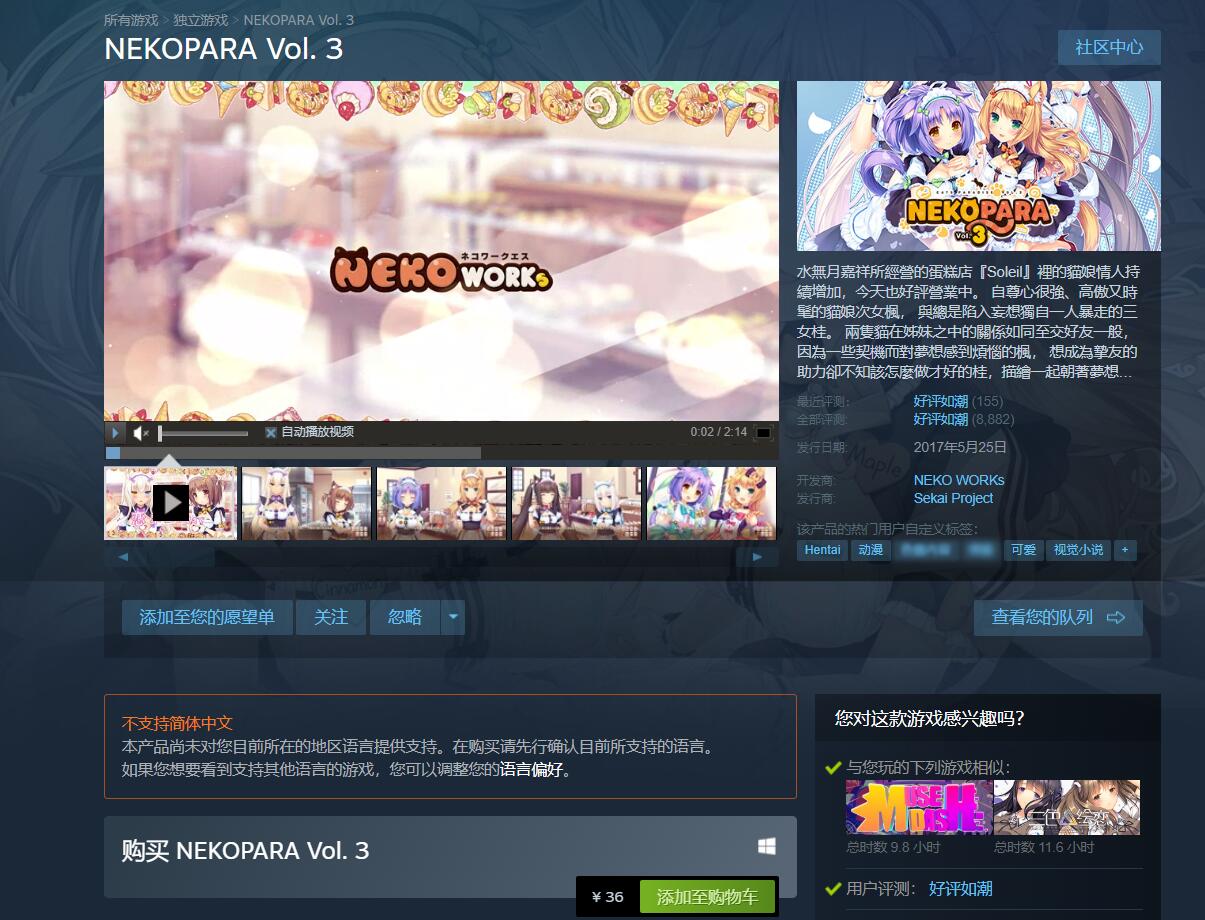 所有游戏 > 独立游戏 > NEKOPARA Vol. 3
NEKOPARA Vol. 3
社区中心
ネコワークエス
NEKO WORKs
NEKOPARA
Vol. 3
水無月嘉祥所經營的蛋糕店『Soleil』裡的貓娘情人持
續增加，今天也好評營業中。 自尊心很強、高傲又時
髦的貓娘次女楓， 與總是陷入妄想獨自一人暴走的三
女桂。 兩隻貓在姊妹之中的關係如同至交好友一般，
因為一些契機而對夢想感到煩惱的楓， 想成為摯友的
助力卻不知該怎麼做才好的桂，描繪一起朝著夢想...
最近评测: 好评如潮 (155)
全部评测: 好评如潮 (8,882)
发行日期: 2017年5月25日
开发商: NEKO WORKs
发行商: Sekai Project
该产品的热门用户自定义标签:
Hentai 动漫 可爱 视觉小说 +
自动播放视频 0:02 / 2:14
添加至您的愿望单 关注 忽略 查看您的队列
不支持简体中文
本产品尚未对您目前所在的地区语言提供支持。在购买请先行确认目前所支持的语言。
如果您想要看到支持其他语言的游戏，您可以调整您的语言偏好。
购买 NEKOPARA Vol. 3
¥ 36 添加至购物车
您对这款游戏感兴趣吗?
与您玩的下列游戏相似:
MUSE DASH
三色绘恋
总时数 9.8 小时 总时数 11.6 小时
用户评测: 好评如潮